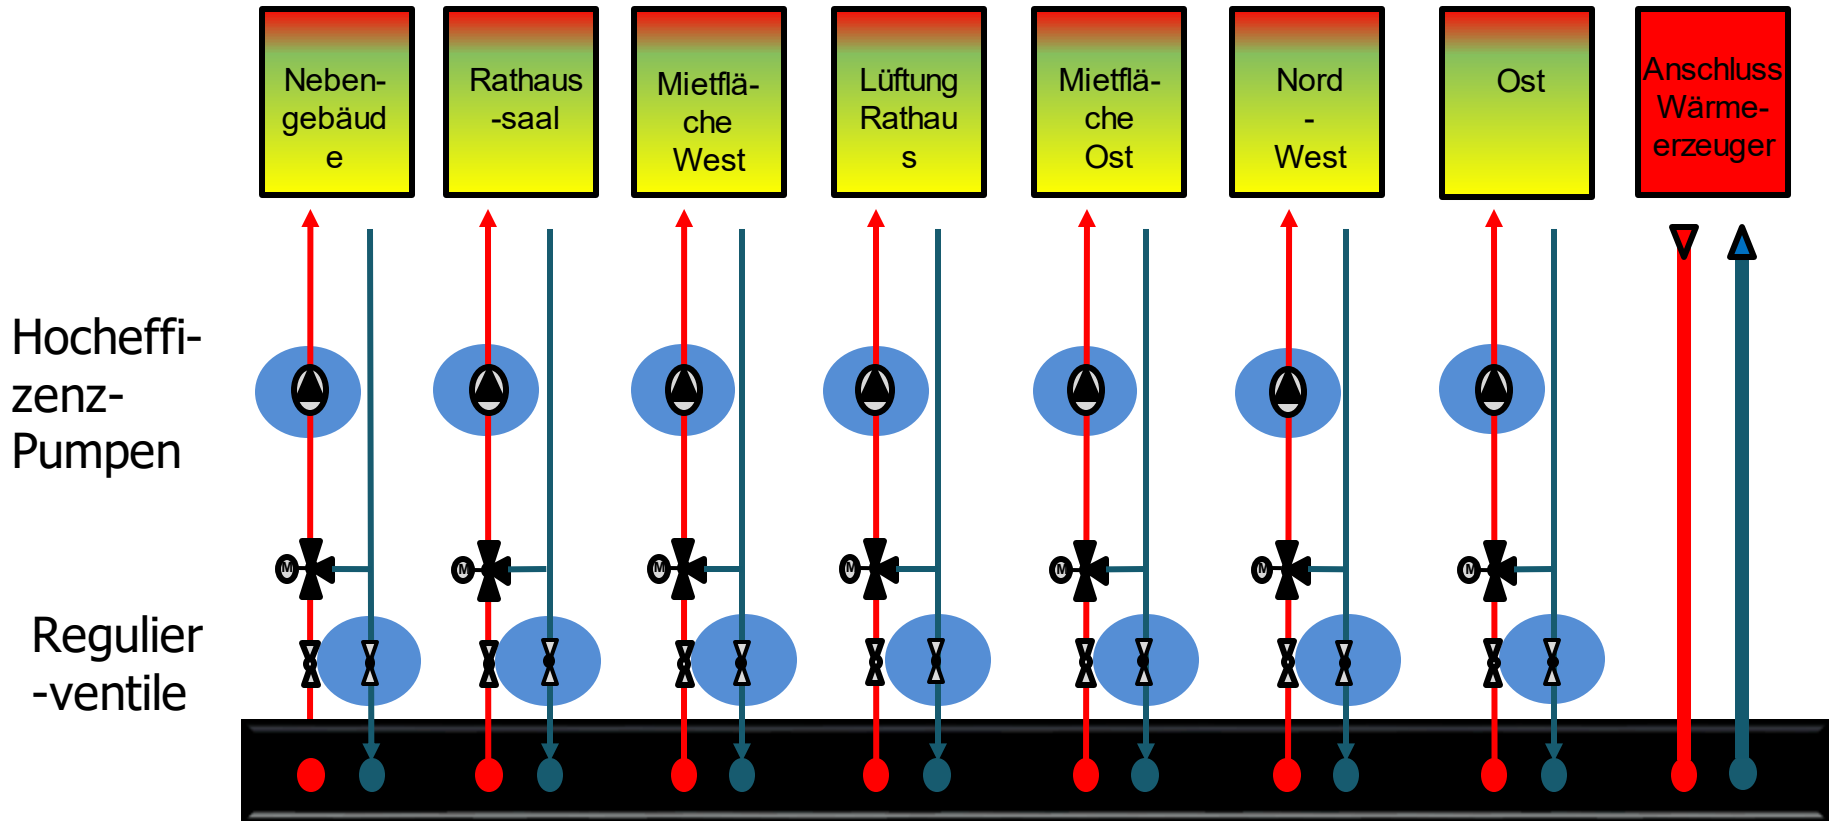 Neben-
gebäud
e
Rathaus
-saal
Mietflä-
che
West
Lüftung
Rathau
s
Mietflä-
che
Ost
Nord
-
West
Ost
Anschluss
Wärme-
erzeuger
Hocheffi-
zenz-
Pumpen
M
M
M
M
M
M
M
Regulier
-ventile